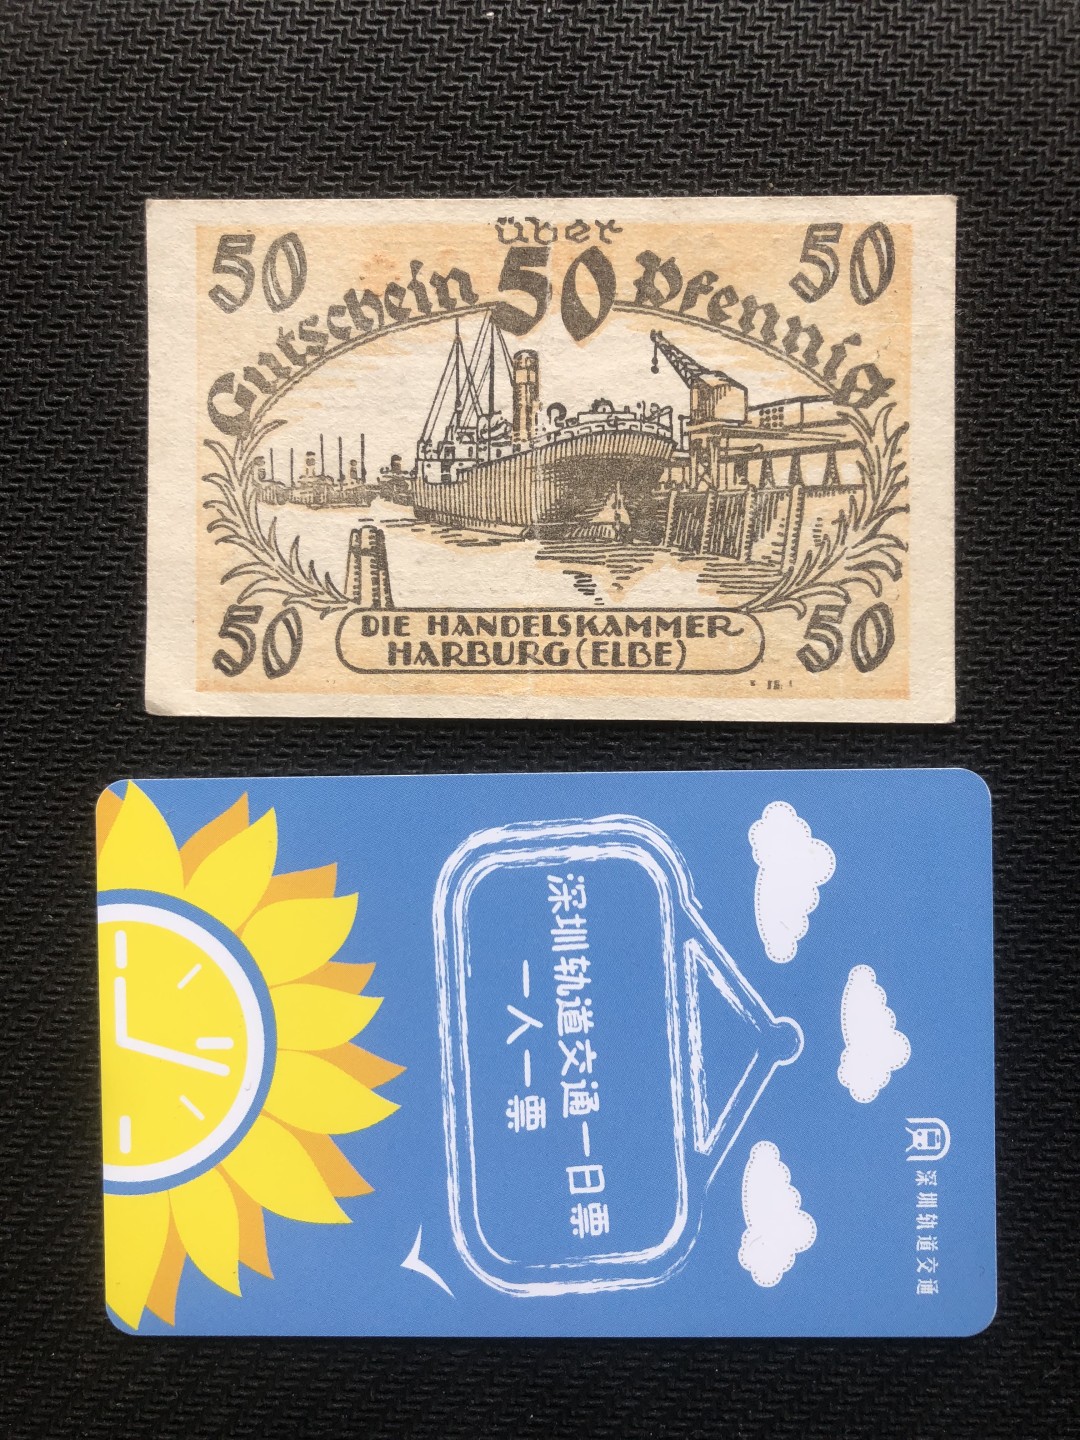 über
50 Gutschein 50 Pfennig 50
50 DIE HANDELSKAMMER 50
HARBURG (ELBE)
深圳轨道交通
深圳轨道交通一日票
一人一票